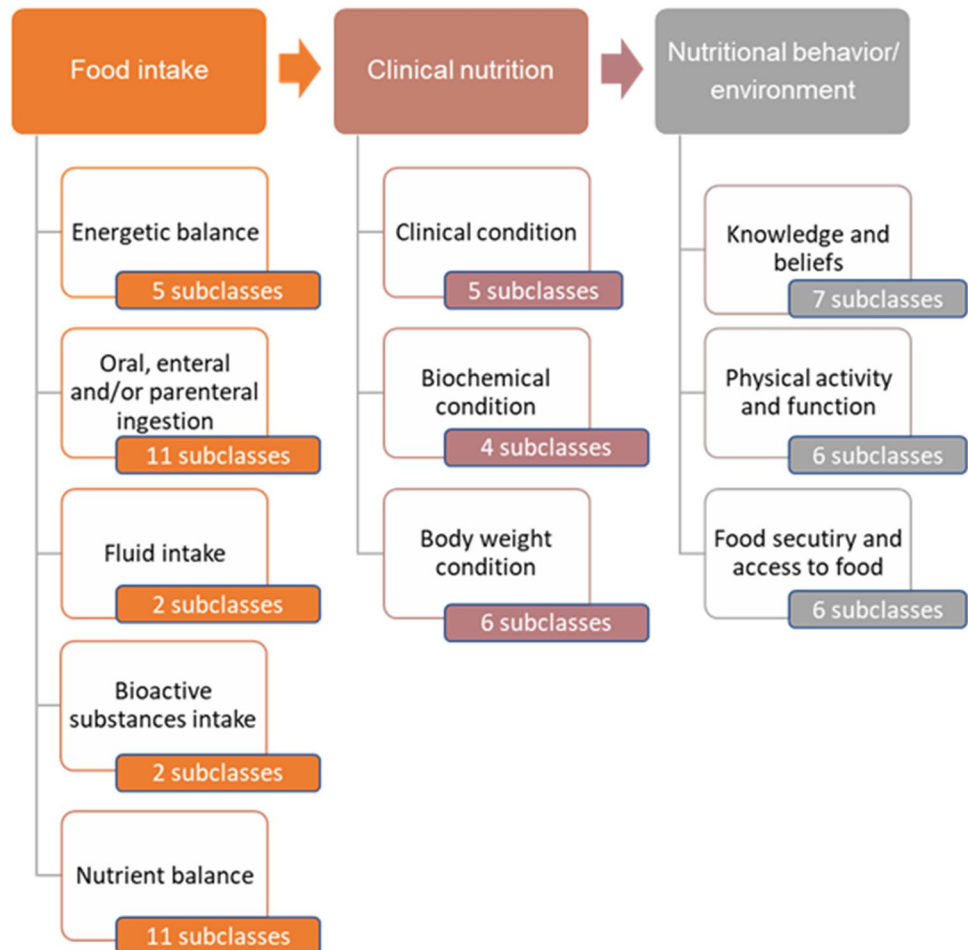 Food intake
Clinical nutrition
Nutritional behavior/
environment
Energetic balance
5 subclasses
Oral, enteral
and/or parenteral
ingestion
11 subclasses
Fluid intake
2 subclasses
Bioactive
substances intake
2 subclasses
Nutrient balance
11 subclasses
Clinical condition
5 subclasses
Biochemical
condition
4 subclasses
Body weight
condition
6 subclasses
Knowledge and
beliefs
7 subclasses
Physical activity
and function
6 subclasses
Food secutiry and
access to food
6 subclasses